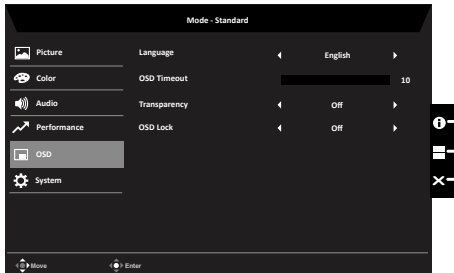 Mode - Standard
Picture
Language English
Color
OSD Timeout 10
Audio
Transparency Off
Performance
OSD Lock Off
OSD
System
Move Enter